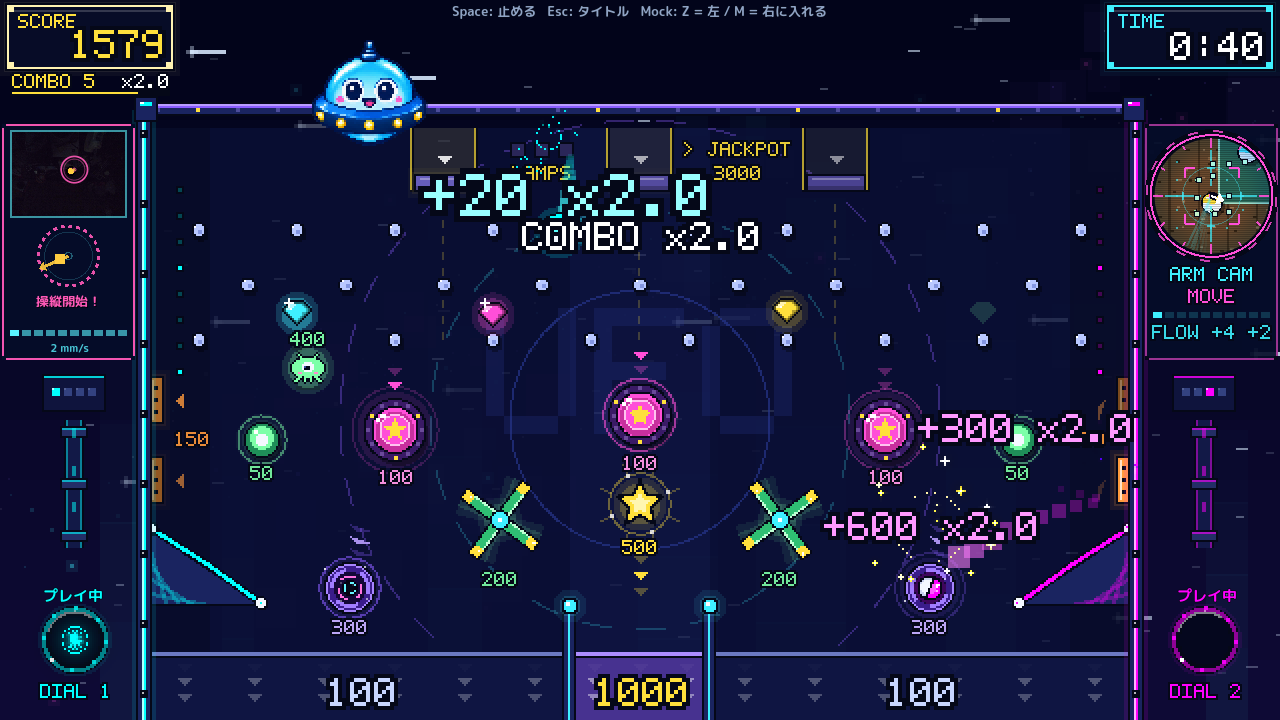 Space: 止める Esc: タイトル Mock: Z = 左 / M = 右に入れる
SCORE
1579
COMBO 5 x2.0
TIME
0:40
> JACKPOT
3000
+20 x2.0
COMBO x2.0
操縦開始！
2 mm/s
ARM CAM
MOVE
FLOW +4 +2
400
150
50
100
100
100
50
+300 x2.0
500
+600 x2.0
200
200
300
300
プレイ中
DIAL 1
プレイ中
DIAL 2
100
1000
100